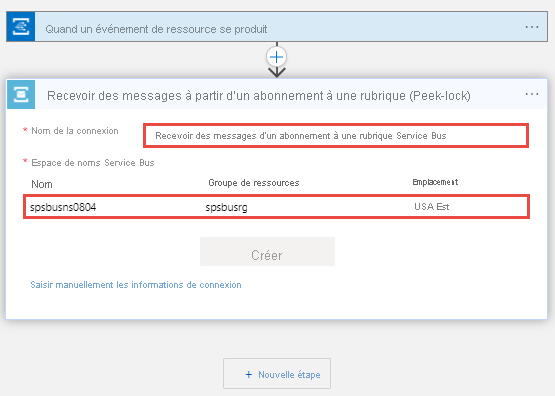 Quand un événement de ressource se produit
Recevoir des messages à partir d'un abonnement à une rubrique (Peek-lock)
* Nom de la connexion
Recevoir des messages d'un abonnement à une rubrique Service Bus
* Espace de noms Service Bus
Nom Groupe de ressources Emplacement
spsbusns0804 spsbusrg USA Est
Créer
Saisir manuellement les informations de connexion
+ Nouvelle étape